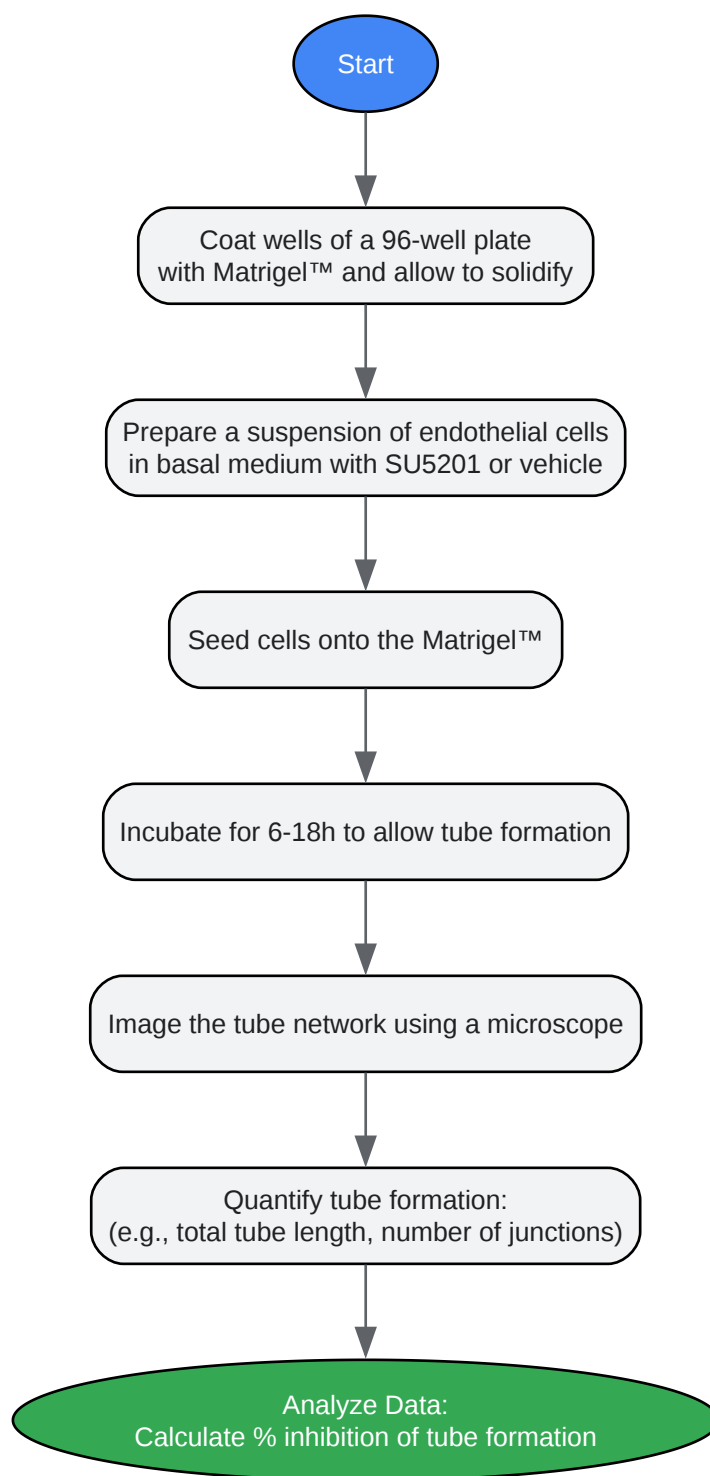 Start
Coat wells of a 96-well plate
with Matrigel™ and allow to solidify
Prepare a suspension of endothelial cells
in basal medium with SU5201 or vehicle
Seed cells onto the Matrigel™
Incubate for 6-18h to allow tube formation
Image the tube network using a microscope
Quantify tube formation:
(e.g., total tube length, number of junctions)
Analyze Data:
Calculate % inhibition of tube formation